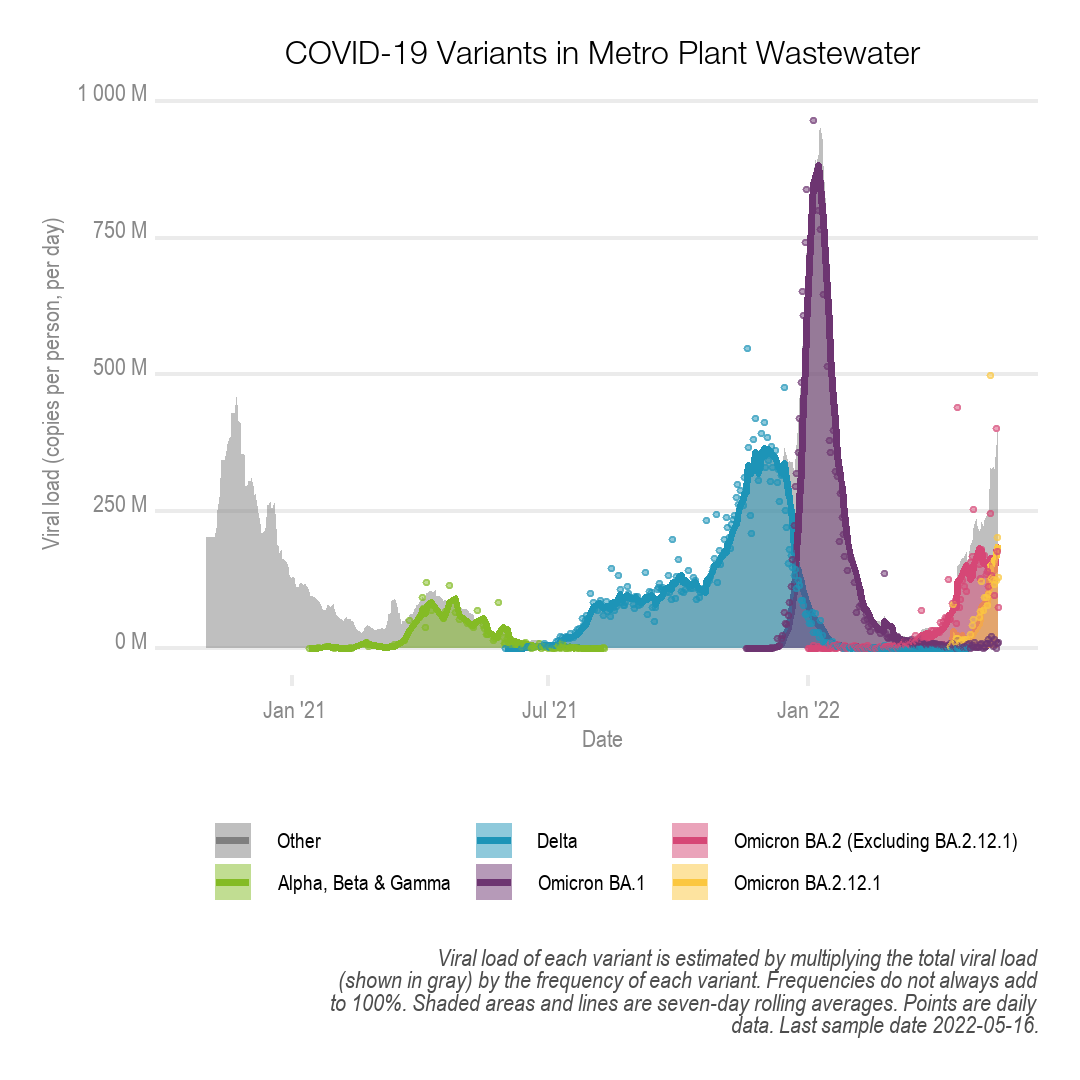 COVID-19 Variants in Metro Plant Wastewater
1 000 M
750 M
500 M
250 M
0 M
Viral load (copies per person, per day)
Jan '21
Jul '21
Jan '22
Date
Other
Delta
Omicron BA.2 (Excluding BA.2.12.1)
Alpha, Beta & Gamma
Omicron BA.1
Omicron BA.2.12.1
Viral load of each variant is estimated by multiplying the total viral load
(shown in gray) by the frequency of each variant. Frequencies do not always add
to 100%. Shaded areas and lines are seven-day rolling averages. Points are daily
data. Last sample date 2022-05-16.